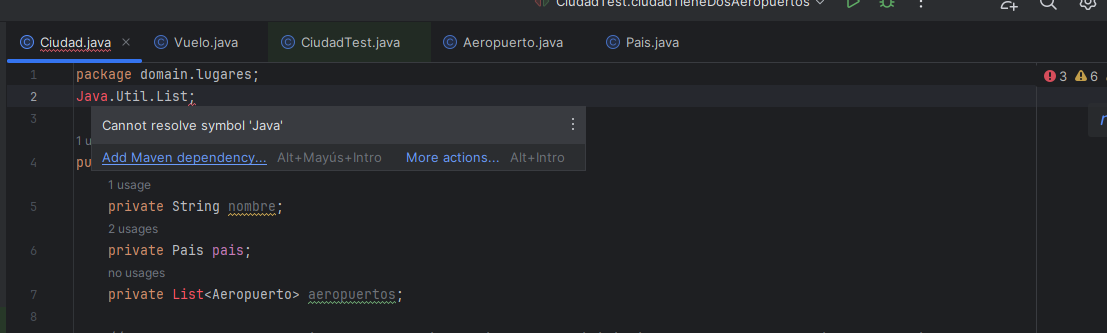 CiudadTest.ciudadTieneDosAeropuertos
Ciudad.java Vuelo.java CiudadTest.java Aeropuerto.java Pais.java
1 package domain.lugares; 3 6
2 Java.Util.List;
3 Cannot resolve symbol 'Java'
1 u
Add Maven dependency... Alt+Mayús+Intro More actions... Alt+Intro
4 pu
1 usage
5 private String nombre;
2 usages
6 private Pais pais;
no usages
7 private List<Aeropuerto> aeropuertos;
8